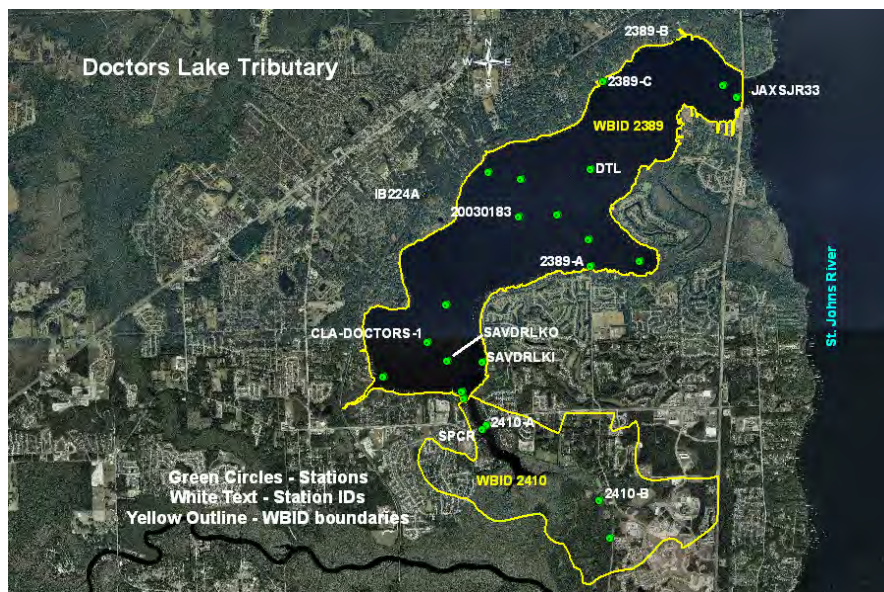 2389-B
Doctors Lake Tributary
N
W E
S
2389-C
JAXSJR33
WBID 2389
DTL
IB224A
20030183
2389-A
St. Johns River
CLA-DOCTORS-1
SAVDRLKO
SAVDRLKI
2410-A
SPCR
Green Circles - Stations
WBID 2410
White Text - Station IDs
2410-B
Yellow Outline - WBID boundaries